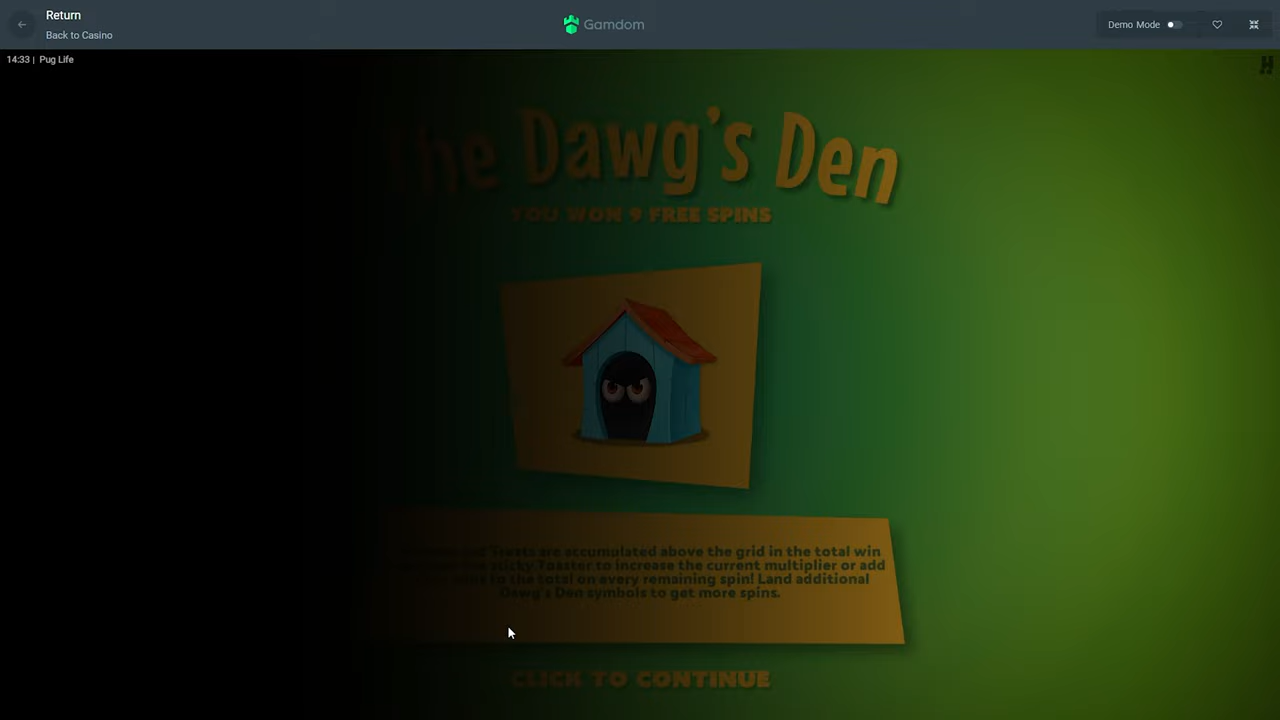 Return
Back to Casino
Gamdom
Demo Mode
14:33 | Pug Life
The Dawg's Den
YOU WON 9 FREE SPINS
Treats are accumulated above the grid in the total win
sticky Toaster to increase the current multiplier or add
to the total on every remaining spin! Land additional
Dawg's Den symbols to get more spins.
CLICK TO CONTINUE